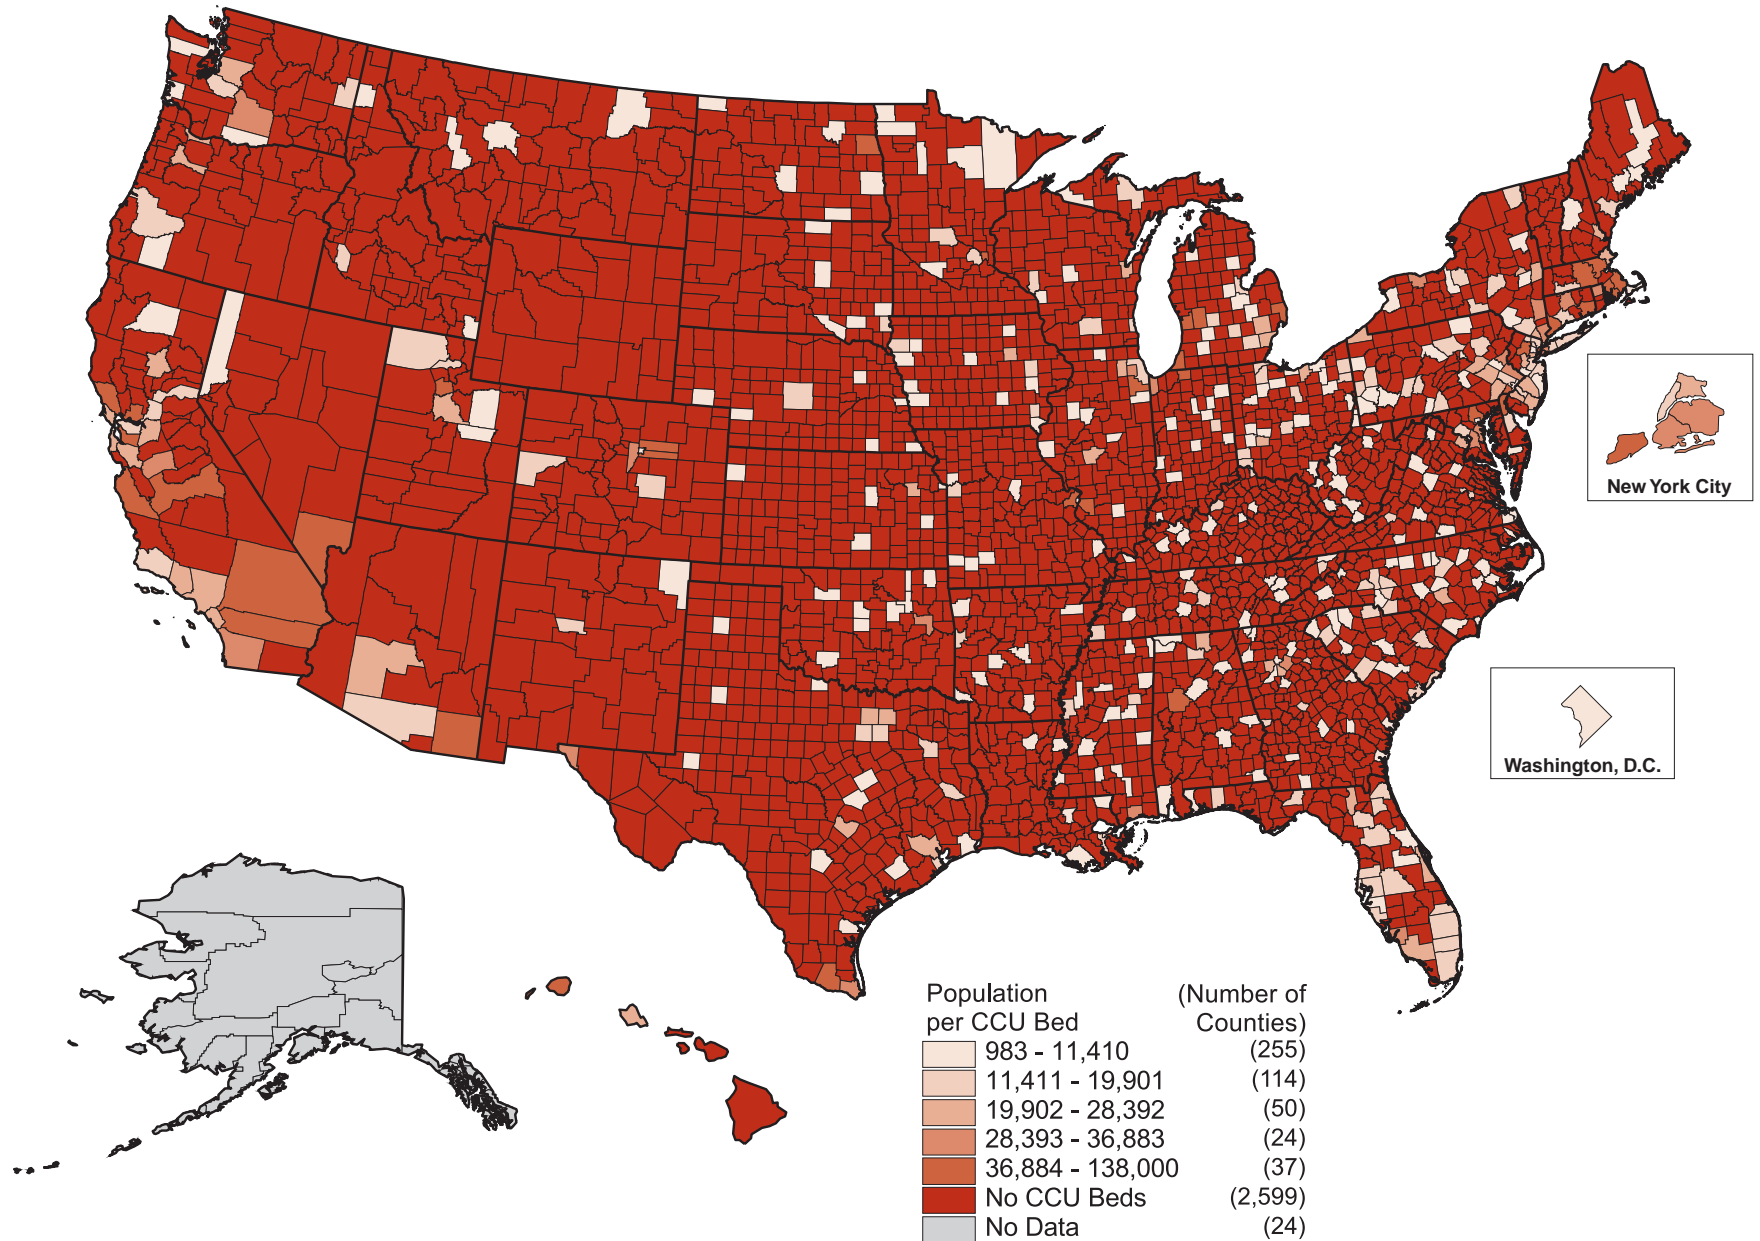 New York City
Washington, D.C.
Population (Number of
per CCU Bed Counties)
983 - 11,410 (255)
11,411 - 19,901 (114)
19,902 - 28,392 (50)
28,393 - 36,883 (24)
36,884 - 138,000 (37)
No CCU Beds (2,599)
No Data (24)